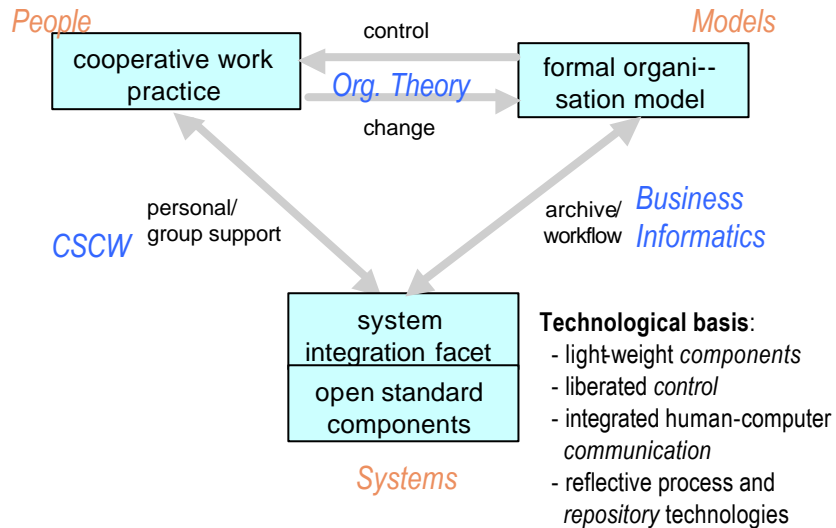 People
Models
control
cooperative work
practice
formal organi--
sation model
Org. Theory
change
personal/
group support
CSCW
archive/
workflow
Business
Informatics
system
integration facet
open standard
components
Systems
Technological basis:
- light-weight components
- liberated control
- integrated human-computer
communication
- reflective process and
repository technologies